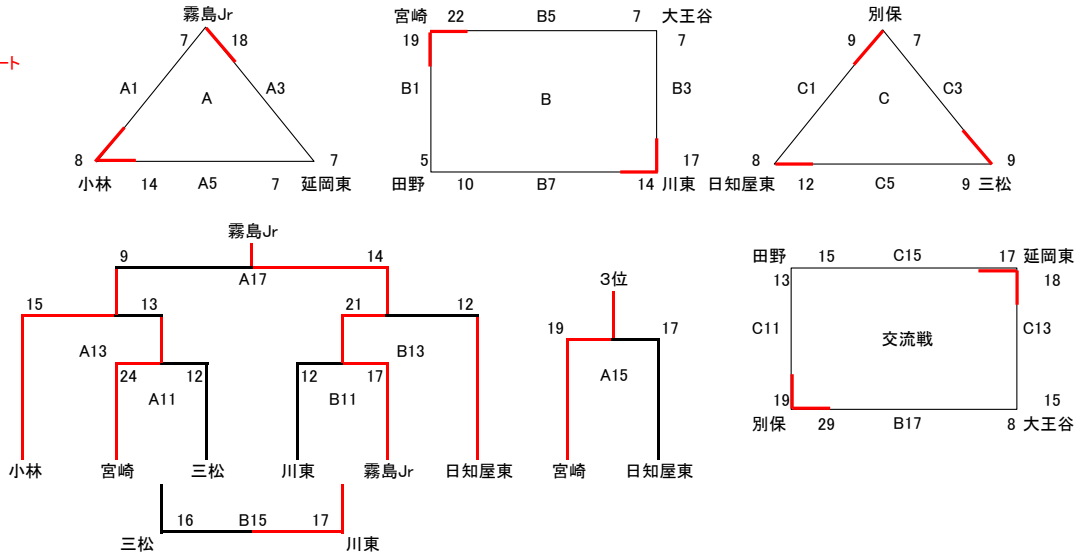 霧島Jr
7 18
ート
A1 A A3
8 7
小林 14 A5 7 延岡東
宮崎 22 B5 7 大王谷
19 7
B1 B B3
5 17
田野 10 B7 14 川東
別保
9 7
C1 C C3
8 9
日知屋東 12 C5 9 三松
霧島Jr
9 14
A17
15 13 21 12
A13 B13
24 12 12 17
A11 B11
小林 宮崎 三松 川東 霧島Jr 日知屋東
16 B15 17
三松 川東
3位
19 17
A15
宮崎 日知屋東
田野 15 C15 17 延岡東
13 18
C11 交流戦 C13
19 15
別保 29 B17 8 大王谷